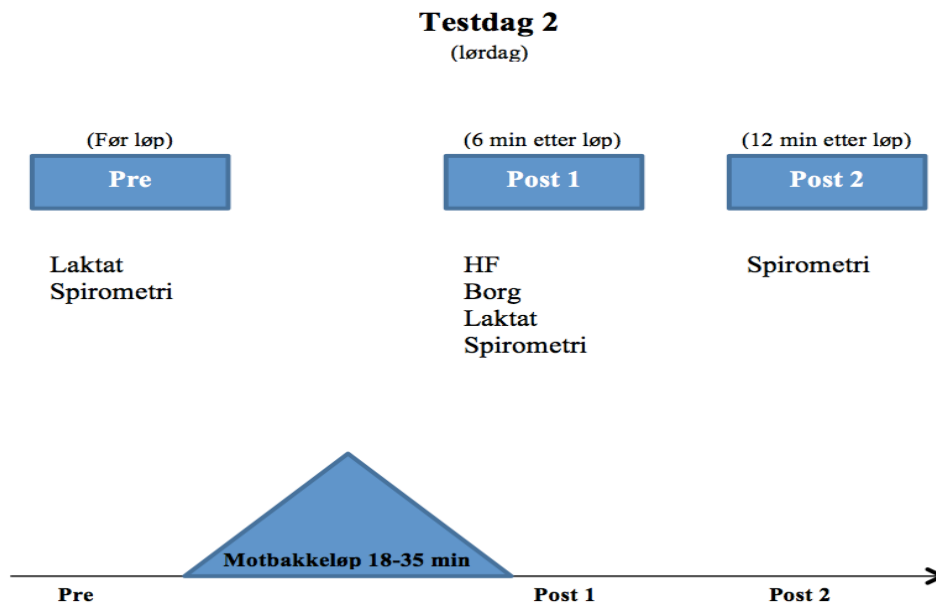 Testdag 2
(lørdag)
(Før løp)
Pre
(6 min etter løp)
Post 1
(12 min etter løp)
Post 2
Laktat
Spirometri
HF
Borg
Laktat
Spirometri
Spirometri
Motbakkeløp 18-35 min
Pre
Post 1
Post 2